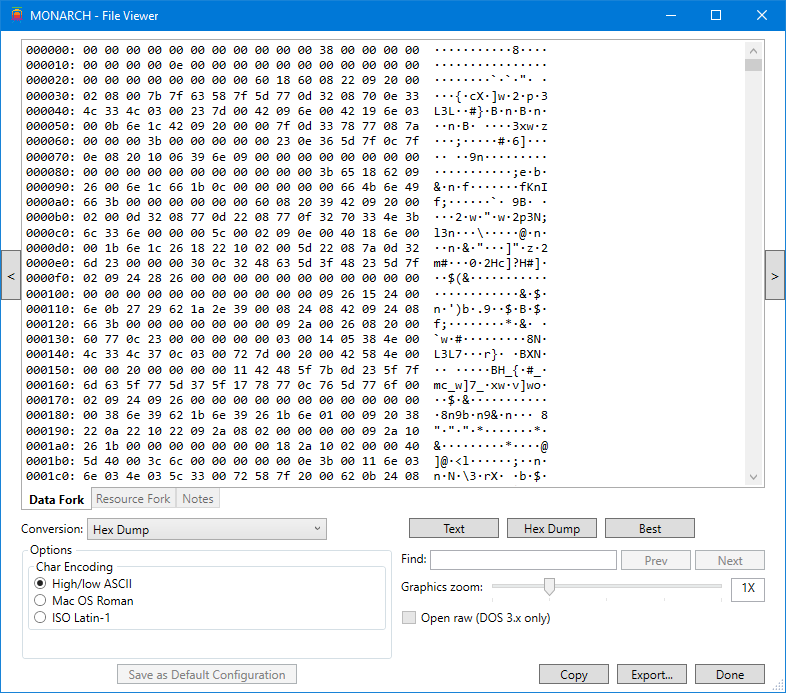 MONARCH - File Viewer
000000: 00 00 00 00 00 00 00 00 00 00 00 38 00 00 00 00 ···········8····
000010: 00 00 00 00 0e 00 00 00 00 00 00 00 00 00 00 00 ················
000020: 00 00 00 00 00 00 00 00 60 18 60 08 22 09 20 00 ········`·`·"· ·
000030: 02 08 00 7b 7f 63 58 7f 5d 77 0d 32 08 70 0e 33 ···{·cX·]w·2·p·3
000040: 4c 33 4c 03 00 23 7d 00 42 09 6e 00 42 19 6e 03 L3L··#}·B·n·B·n·
000050: 00 0b 6e 1c 42 09 20 00 00 7f 0d 33 78 77 08 7a ··n·B· ····3xw·z
000060: 00 00 00 3b 00 00 00 00 00 23 0e 36 5d 7f 0c 7f ···;·····#·6]···
000070: 0e 08 20 10 06 39 6e 09 00 00 00 00 00 00 00 00 ·· ··9n·········
000080: 00 00 00 00 00 00 00 00 00 00 00 3b 65 18 62 09 ···········;e·b·
000090: 26 00 6e 1c 66 1b 0c 00 00 00 00 00 66 4b 6e 49 &·n·f·······fKnI
0000a0: 66 3b 00 00 00 00 00 00 60 08 20 39 42 09 20 00 f;······`· 9B· ·
0000b0: 02 00 0d 32 08 77 0d 22 08 77 0f 32 70 33 4e 3b ···2·w·"·w·2p3N;
0000c0: 6c 33 6e 00 00 00 5c 00 02 09 0e 00 40 18 6e 00 l3n···\·····@·n·
0000d0: 00 1b 6e 1c 26 18 22 10 02 00 5d 22 08 7a 0d 32 ··n·&·"···]"·z·2
0000e0: 6d 23 00 00 00 30 0c 32 48 63 5d 3f 48 23 5d 7f m#···0·2Hc]?H#]·
0000f0: 02 09 24 28 26 00 00 00 00 00 00 00 00 00 00 00 ··$(&···········
000100: 00 00 00 00 00 00 00 00 00 00 00 09 26 15 24 00 ············&·$·
000110: 6e 0b 27 29 62 1a 2e 39 00 08 24 08 42 09 24 08 n·')b·.9··$·B·$·
000120: 66 3b 00 00 00 00 00 00 00 00 09 2a 00 26 08 20 00 f;········*·&· ·
000130: 60 77 0c 23 00 00 00 00 00 03 00 14 05 38 4e 00 `w·#·········8N·
000140: 4c 33 4c 37 0c 03 00 72 7d 00 20 00 42 58 4e 00 L3L7···r}· ·BXN·
000150: 00 00 20 00 00 00 00 11 42 48 5f 7b 0d 23 5f 7f ·· ·····BH_{·#_·
000160: 6d 63 5f 77 5d 37 5f 17 78 77 0c 76 5d 77 6f 00 mc_w]7_·xw·v]wo·
000170: 02 09 24 09 26 00 00 00 00 00 00 00 00 00 00 00 ··$·&···········
000180: 00 38 6e 39 62 1b 6e 39 26 1b 6e 01 00 09 20 38 ·8n9b·n9&·n··· 8
000190: 22 0a 22 10 22 09 2a 08 02 00 00 00 00 09 2a 10 "·"·"·*·······*·
0001a0: 26 1b 00 00 00 00 00 00 00 18 2a 10 02 00 00 40 &·········*····@
0001b0: 5d 40 00 3c 6c 00 00 00 00 00 0e 3b 00 11 6e 03 ]@·<l······;··n·
0001c0: 6e 03 4e 03 5c 33 00 72 58 7f 20 00 62 0b 24 08 n·N·\3·rX· ·b·$·
<
>
Data Fork Resource Fork Notes
Conversion: Hex Dump
Text Hex Dump Best
Options
Char Encoding
High/low ASCII
Mac OS Roman
ISO Latin-1
Find: Prev Next
Graphics zoom: 1X
Open raw (DOS 3.x only)
Save as Default Configuration
Copy Export... Done